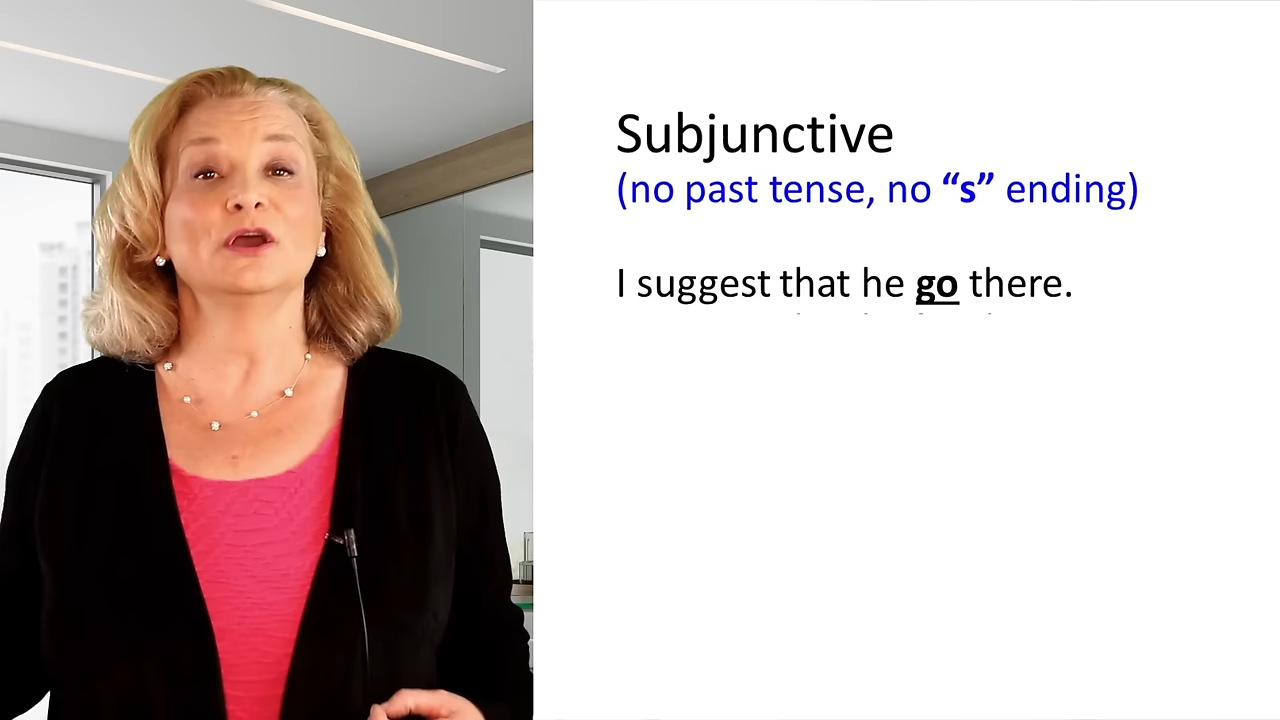 Subjunctive
(no past tense, no “s” ending)
I suggest that he go there.